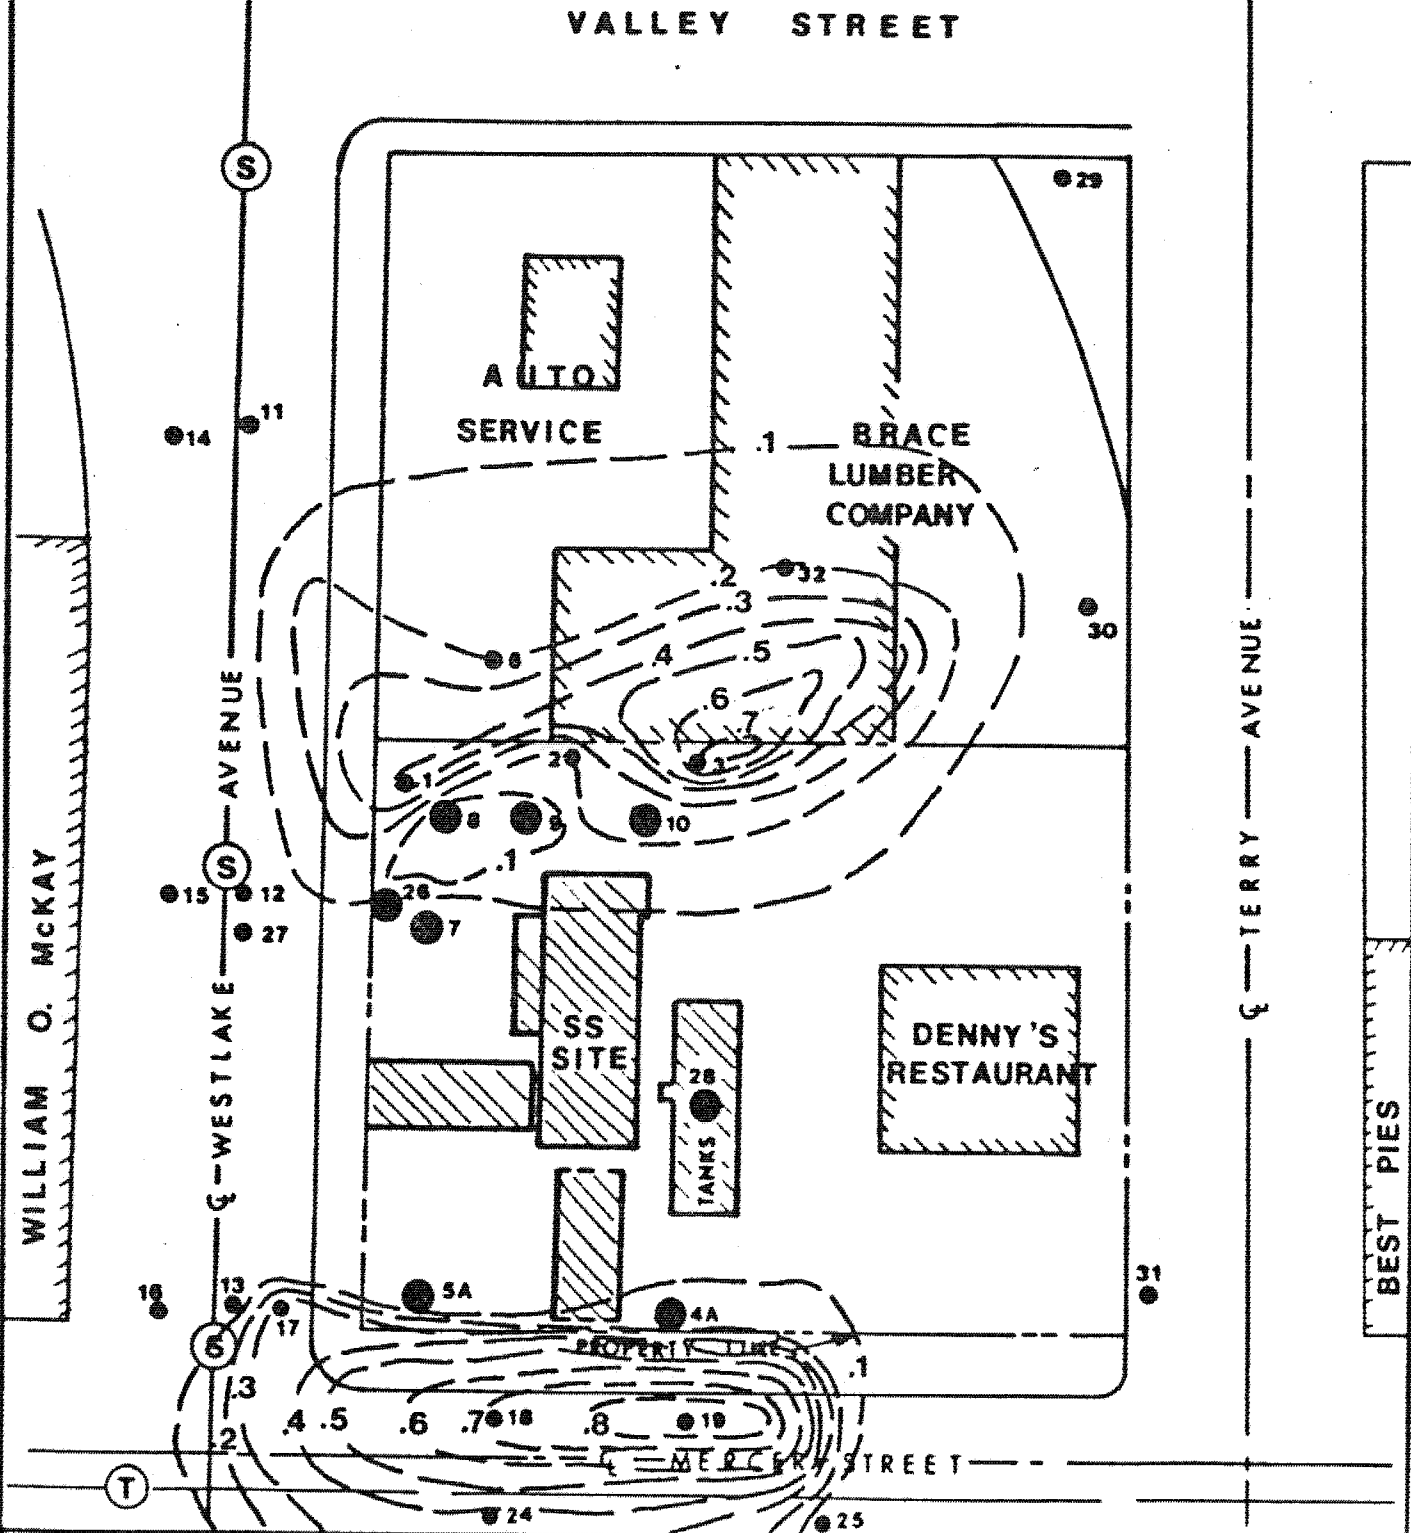 VALLEY STREET
S
29
AUTO
SERVICE
11
14
.1
BRACE
LUMBER
COMPANY
.2
32
.3
30
6
.4
.5
.6
.7
2
3
1
8
9
10
.1
S
15
12
26
27
7
WILLIAM O. McKAY
℄ WESTLAKE AVENUE
℄ TERRY AVENUE
SS
SITE
DENNY'S
RESTAURANT
28
TANKS
BEST PIES
16
13
17
5A
4A
31
PROPERTY LINES
.1
.3
.4
.5
.6
.7
18
.8
19
.2
℄ MERCER STREET
T
24
25